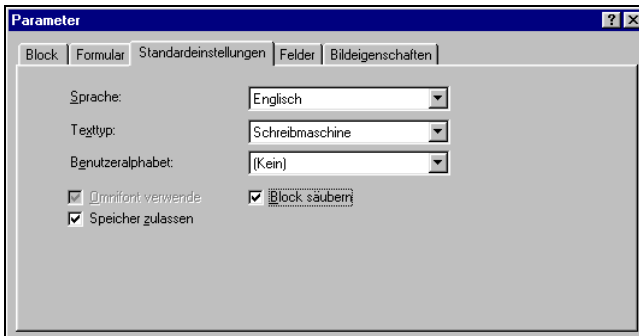 Parameter
Block Formular Standardeinstellungen Felder Bildeigenschaften
Sprache: Englisch
Texttyp: Schreibmaschine
Benutzeralphabet: (Kein)
Omnifont verwende Block säubern
Speicher zulassen